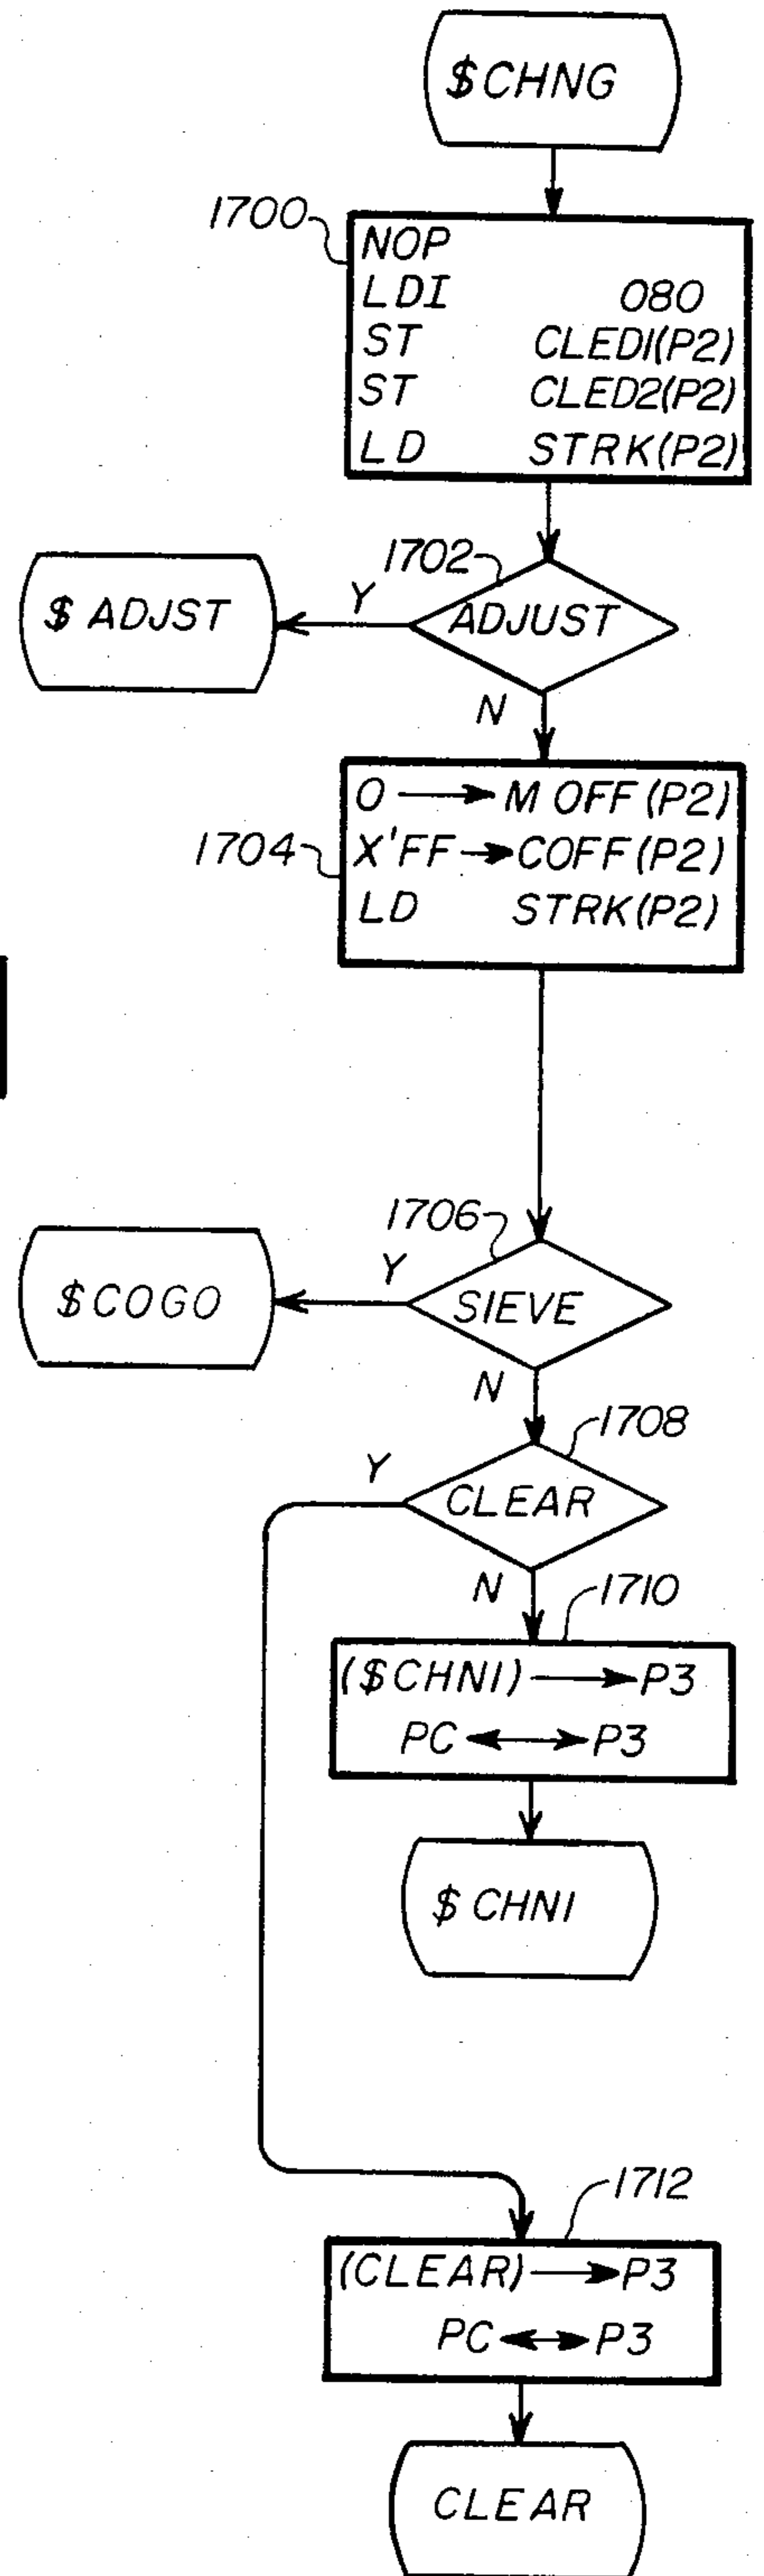 $CHNG
1700
NOP
LDI 080
ST CLED1(P2)
ST CLED2(P2)
LD STRK(P2)
1702
ADJUST
Y
$ ADJST
N
1704
0 → M OFF (P2)
X'FF → COFF (P2)
LD STRK(P2)
1706
SIEVE
Y
$COGO
N
1708
CLEAR
Y
N
1710
($CHN1) → P3
PC ↔ P3
$ CHN1
1712
(CLEAR) → P3
PC ↔ P3
CLEAR